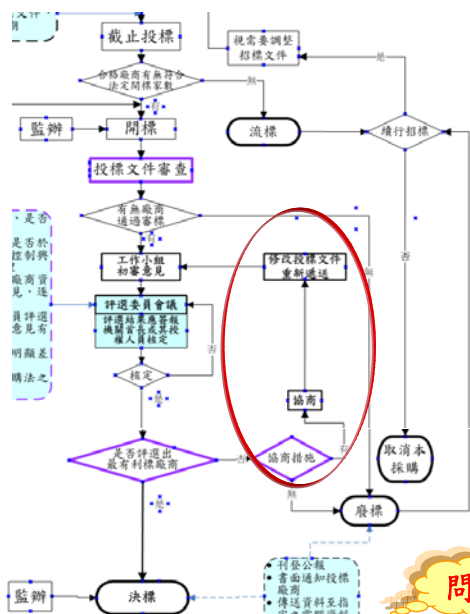 截止投標
視需要調整
招標文件
是
合格廠商有無符合
法定開標家數
無
有
監辦
開標
流標
續行招標
投標文件審查
有無廠商
通過審標
無
有
否
、是否
是否於
控制與
廠商資
見，逐
員評選
意見有
明顯差
購法之
工作小組
初審意見
修改投標文件
重新遞送
評選委員會議
評選結果應簽報
機關首長或其授
權人員核定
否
核定
是
協商
是否評選出
最有利標廠商
否
協商措施
有
無
取消本
採購
廢標
是
監辦
決標
刊登公報
書面通知投標
廠商
傳送資料至指
問